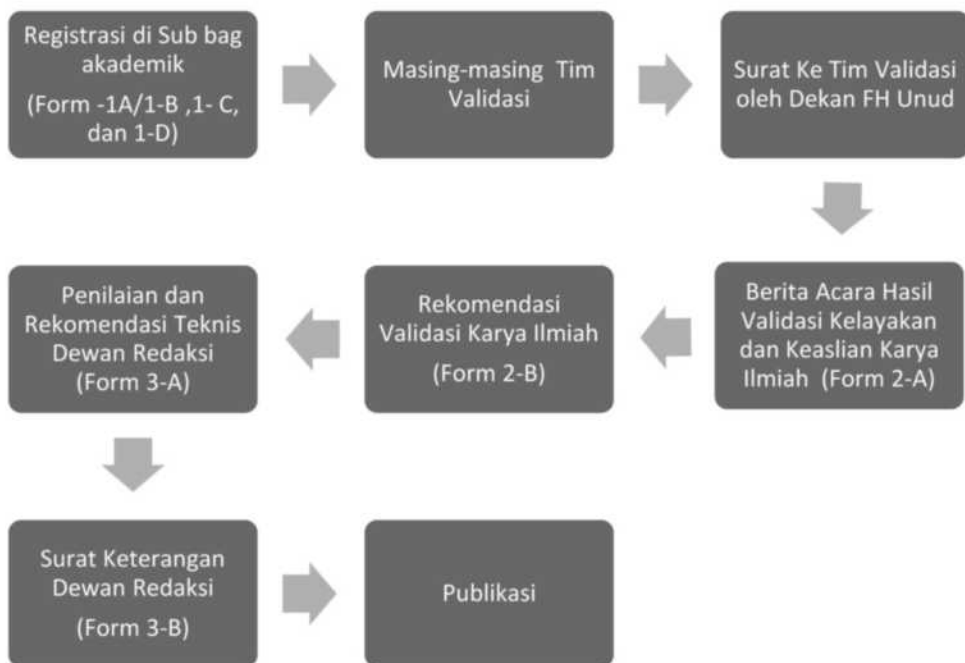 Registrasi di Sub bag
akademik
(Form -1A/1-B ,1- C,
dan 1-D)
Masing-masing Tim
Validasi
Surat Ke Tim Validasi
oleh Dekan FH Unud
Berita Acara Hasil
Validasi Kelayakan
dan Keaslian Karya
Ilmiah (Form 2-A)
Rekomendasi
Validasi Karya Ilmiah
(Form 2-B)
Penilaian dan
Rekomendasi Teknis
Dewan Redaksi
(Form 3-A)
Surat Keterangan
Dewan Redaksi
(Form 3-B)
Publikasi